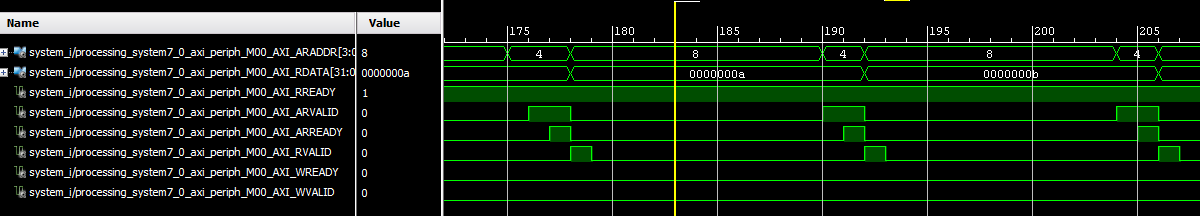 Name Value
175 180 185 190 195 200 205
system_i/processing_system7_0_axi_periph_M00_AXI_ARADDR[3:0 8 4 8 4 8 4
system_i/processing_system7_0_axi_periph_M00_AXI_RDATA[31:0 0000000a 0000000a 0000000b
system_i/processing_system7_0_axi_periph_M00_AXI_RREADY 1
system_i/processing_system7_0_axi_periph_M00_AXI_ARVALID 0
system_i/processing_system7_0_axi_periph_M00_AXI_ARREADY 0
system_i/processing_system7_0_axi_periph_M00_AXI_RVALID 0
system_i/processing_system7_0_axi_periph_M00_AXI_WREADY 0
system_i/processing_system7_0_axi_periph_M00_AXI_WVALID 0